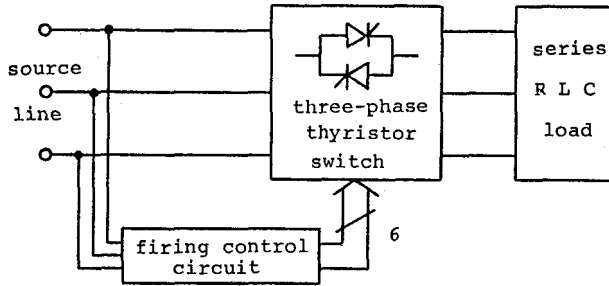 source
line
three-phase
thyristor
switch
series
R L C
load
6
firing control
circuit